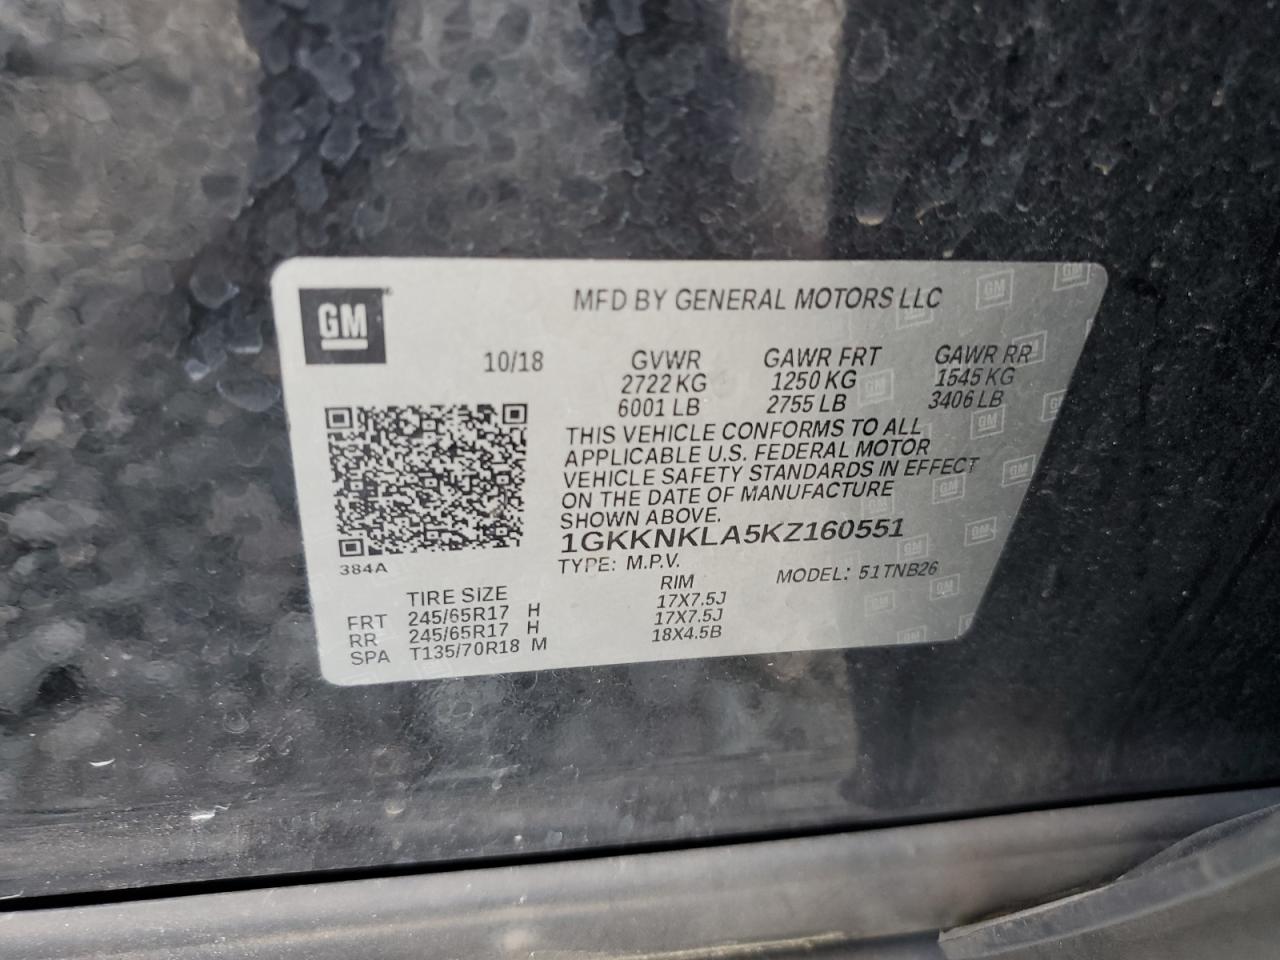 GM
MFD BY GENERAL MOTORS LLC
10/18 GVWR GAWR FRT GAWR RR
2722 KG 1250 KG 1545 KG
6001 LB 2755 LB 3406 LB
THIS VEHICLE CONFORMS TO ALL
APPLICABLE U.S. FEDERAL MOTOR
VEHICLE SAFETY STANDARDS IN EFFECT
ON THE DATE OF MANUFACTURE
SHOWN ABOVE.
1GKKNKLA5KZ160551
384A
TYPE: M.P.V. MODEL: 51TNB26
TIRE SIZE RIM
FRT 245/65R17 H 17X7.5J
RR 245/65R17 H 17X7.5J
SPA T135/70R18 M 18X4.5B